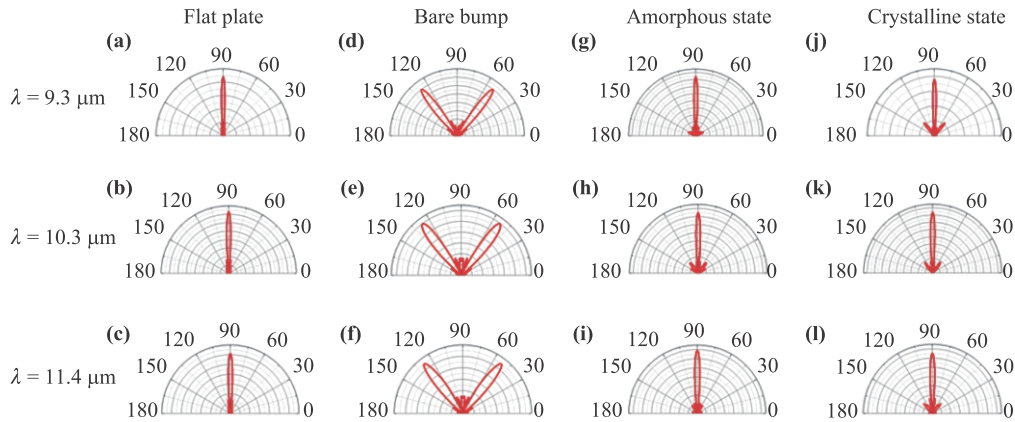 Flat plate Bare bump Amorphous state Crystalline state
(a) (d) (g) (j)
λ = 9.3 μm 180 150 120 90 60 30 0 180 150 120 90 60 30 0 180 150 120 90 60 30 0 180 150 120 90 60 30 0
(b) (e) (h) (k)
λ = 10.3 μm 180 150 120 90 60 30 0 180 150 120 90 60 30 0 180 150 120 90 60 30 0 180 150 120 90 60 30 0
(c) (f) (i) (l)
λ = 11.4 μm 180 150 120 90 60 30 0 180 150 120 90 60 30 0 180 150 120 90 60 30 0 180 150 120 90 60 30 0